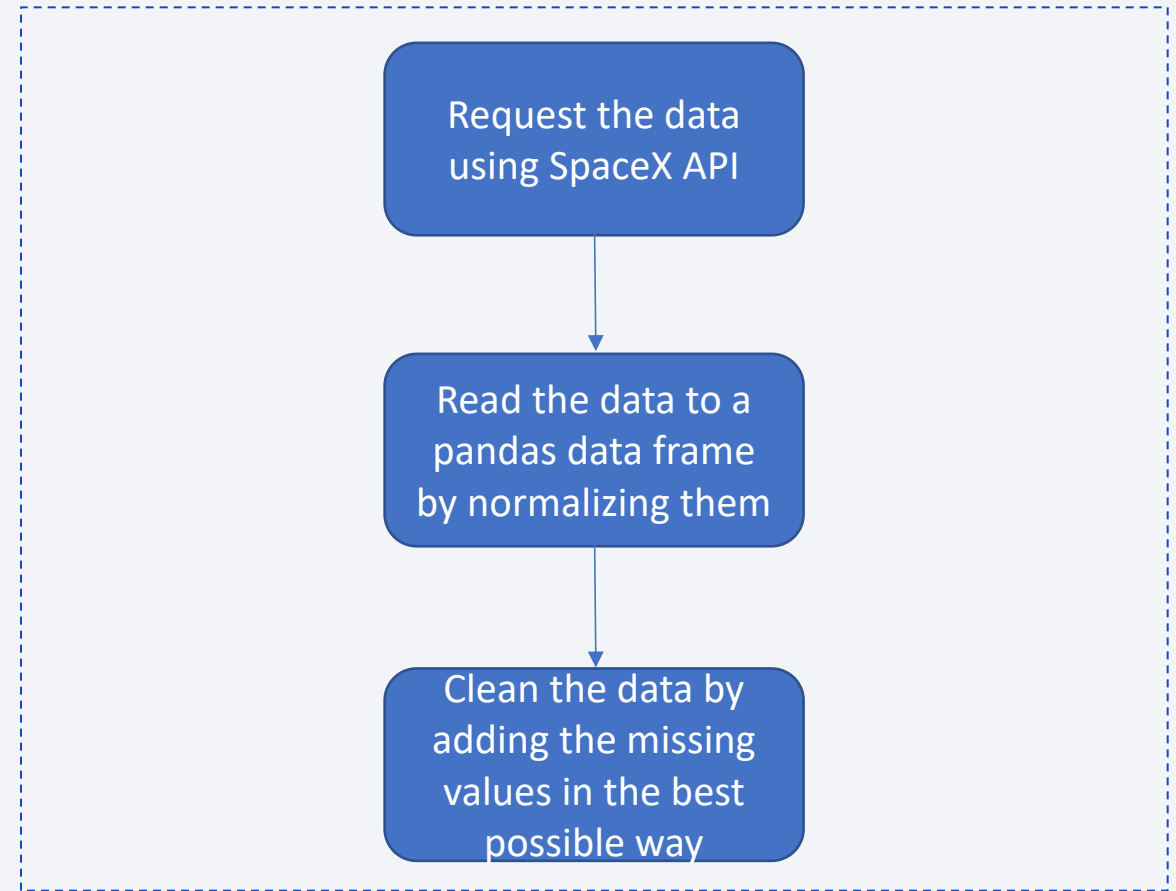 Request the data
using SpaceX API
Read the data to a
pandas data frame
by normalizing them
Clean the data by
adding the missing
values in the best
possible way